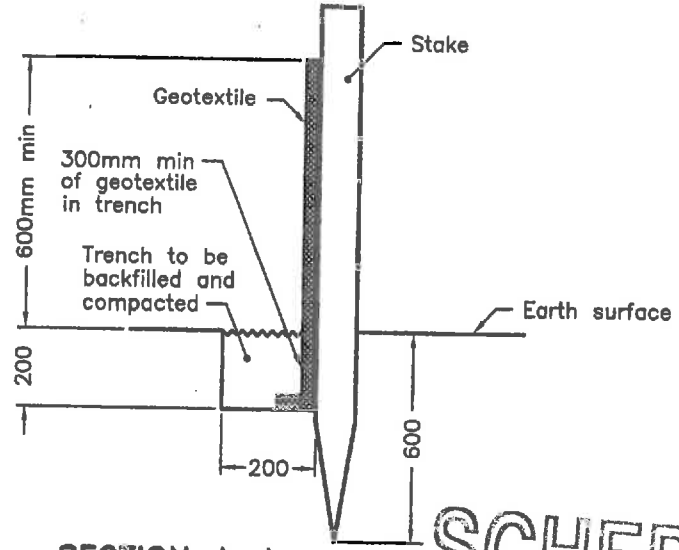 Stake
Geotextile
600mm min
300mm min
of geotextile
in trench
Trench to be
backfilled and
compacted
Earth surface
200
200
600
SECTION